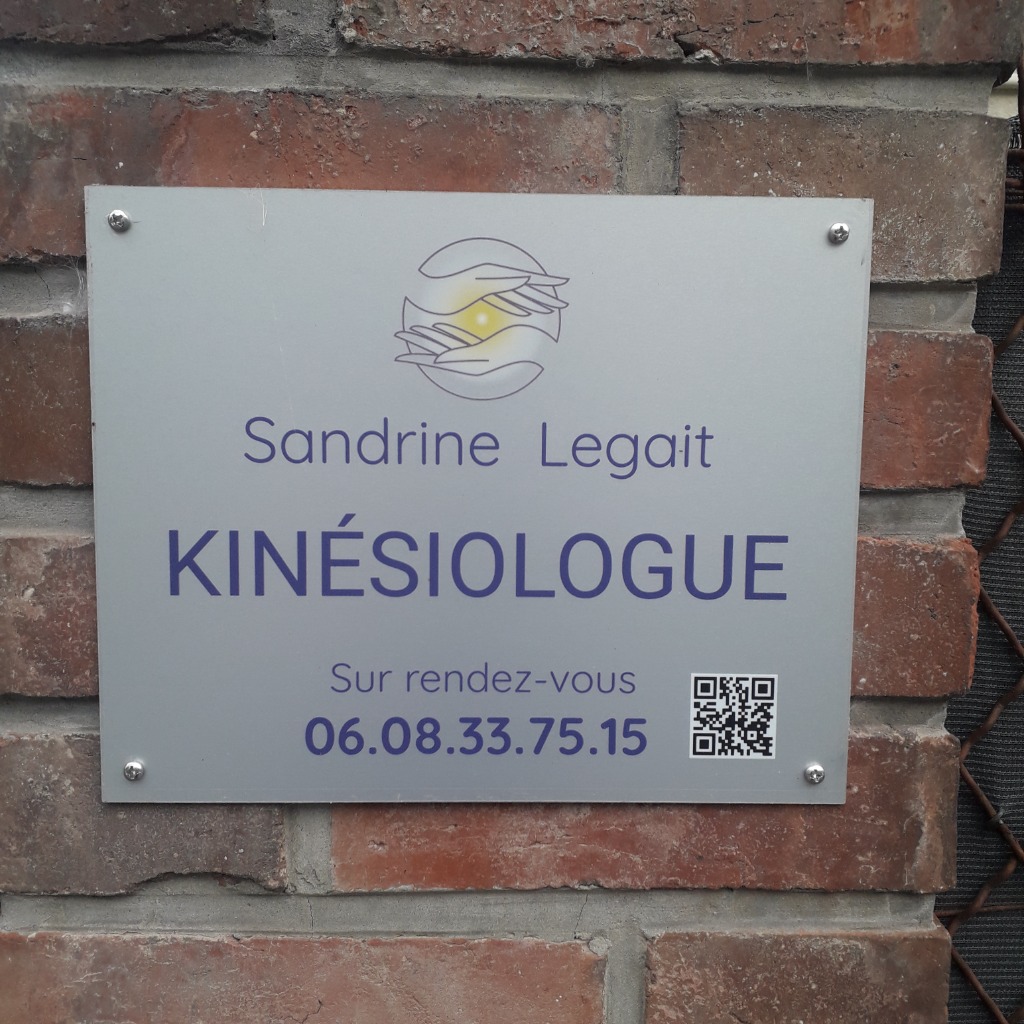 Sandrine Legait
KINÉSIOLOGUE
Sur rendez-vous
06.08.33.75.15